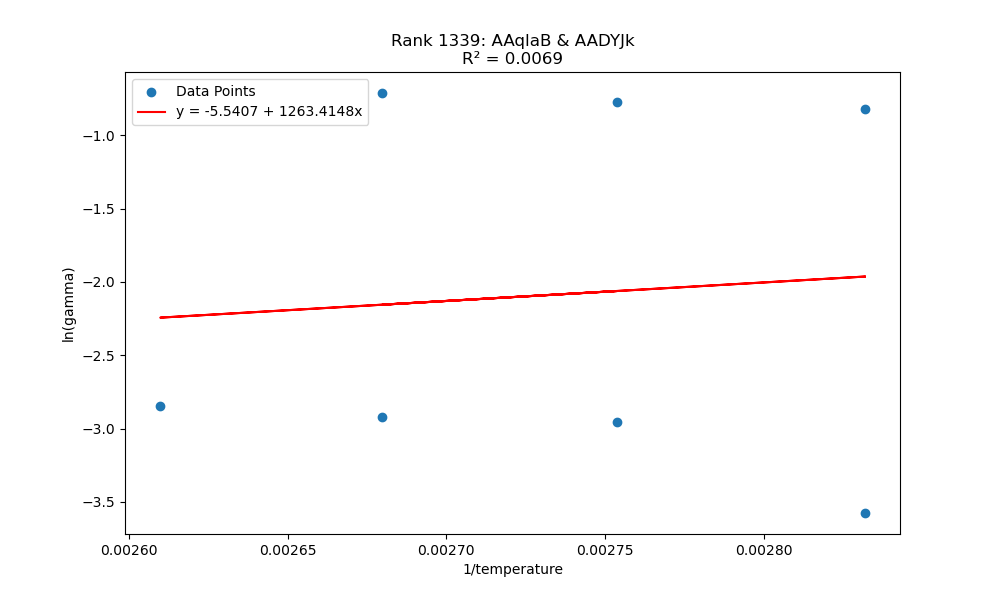 Rank 1339: AAqlaB & AADYJk
R² = 0.0069
Data Points
y = -5.5407 + 1263.4148x
−1.0
−1.5
−2.0
−2.5
−3.0
−3.5
ln(gamma)
0.00260 0.00265 0.00270 0.00275 0.00280
1/temperature